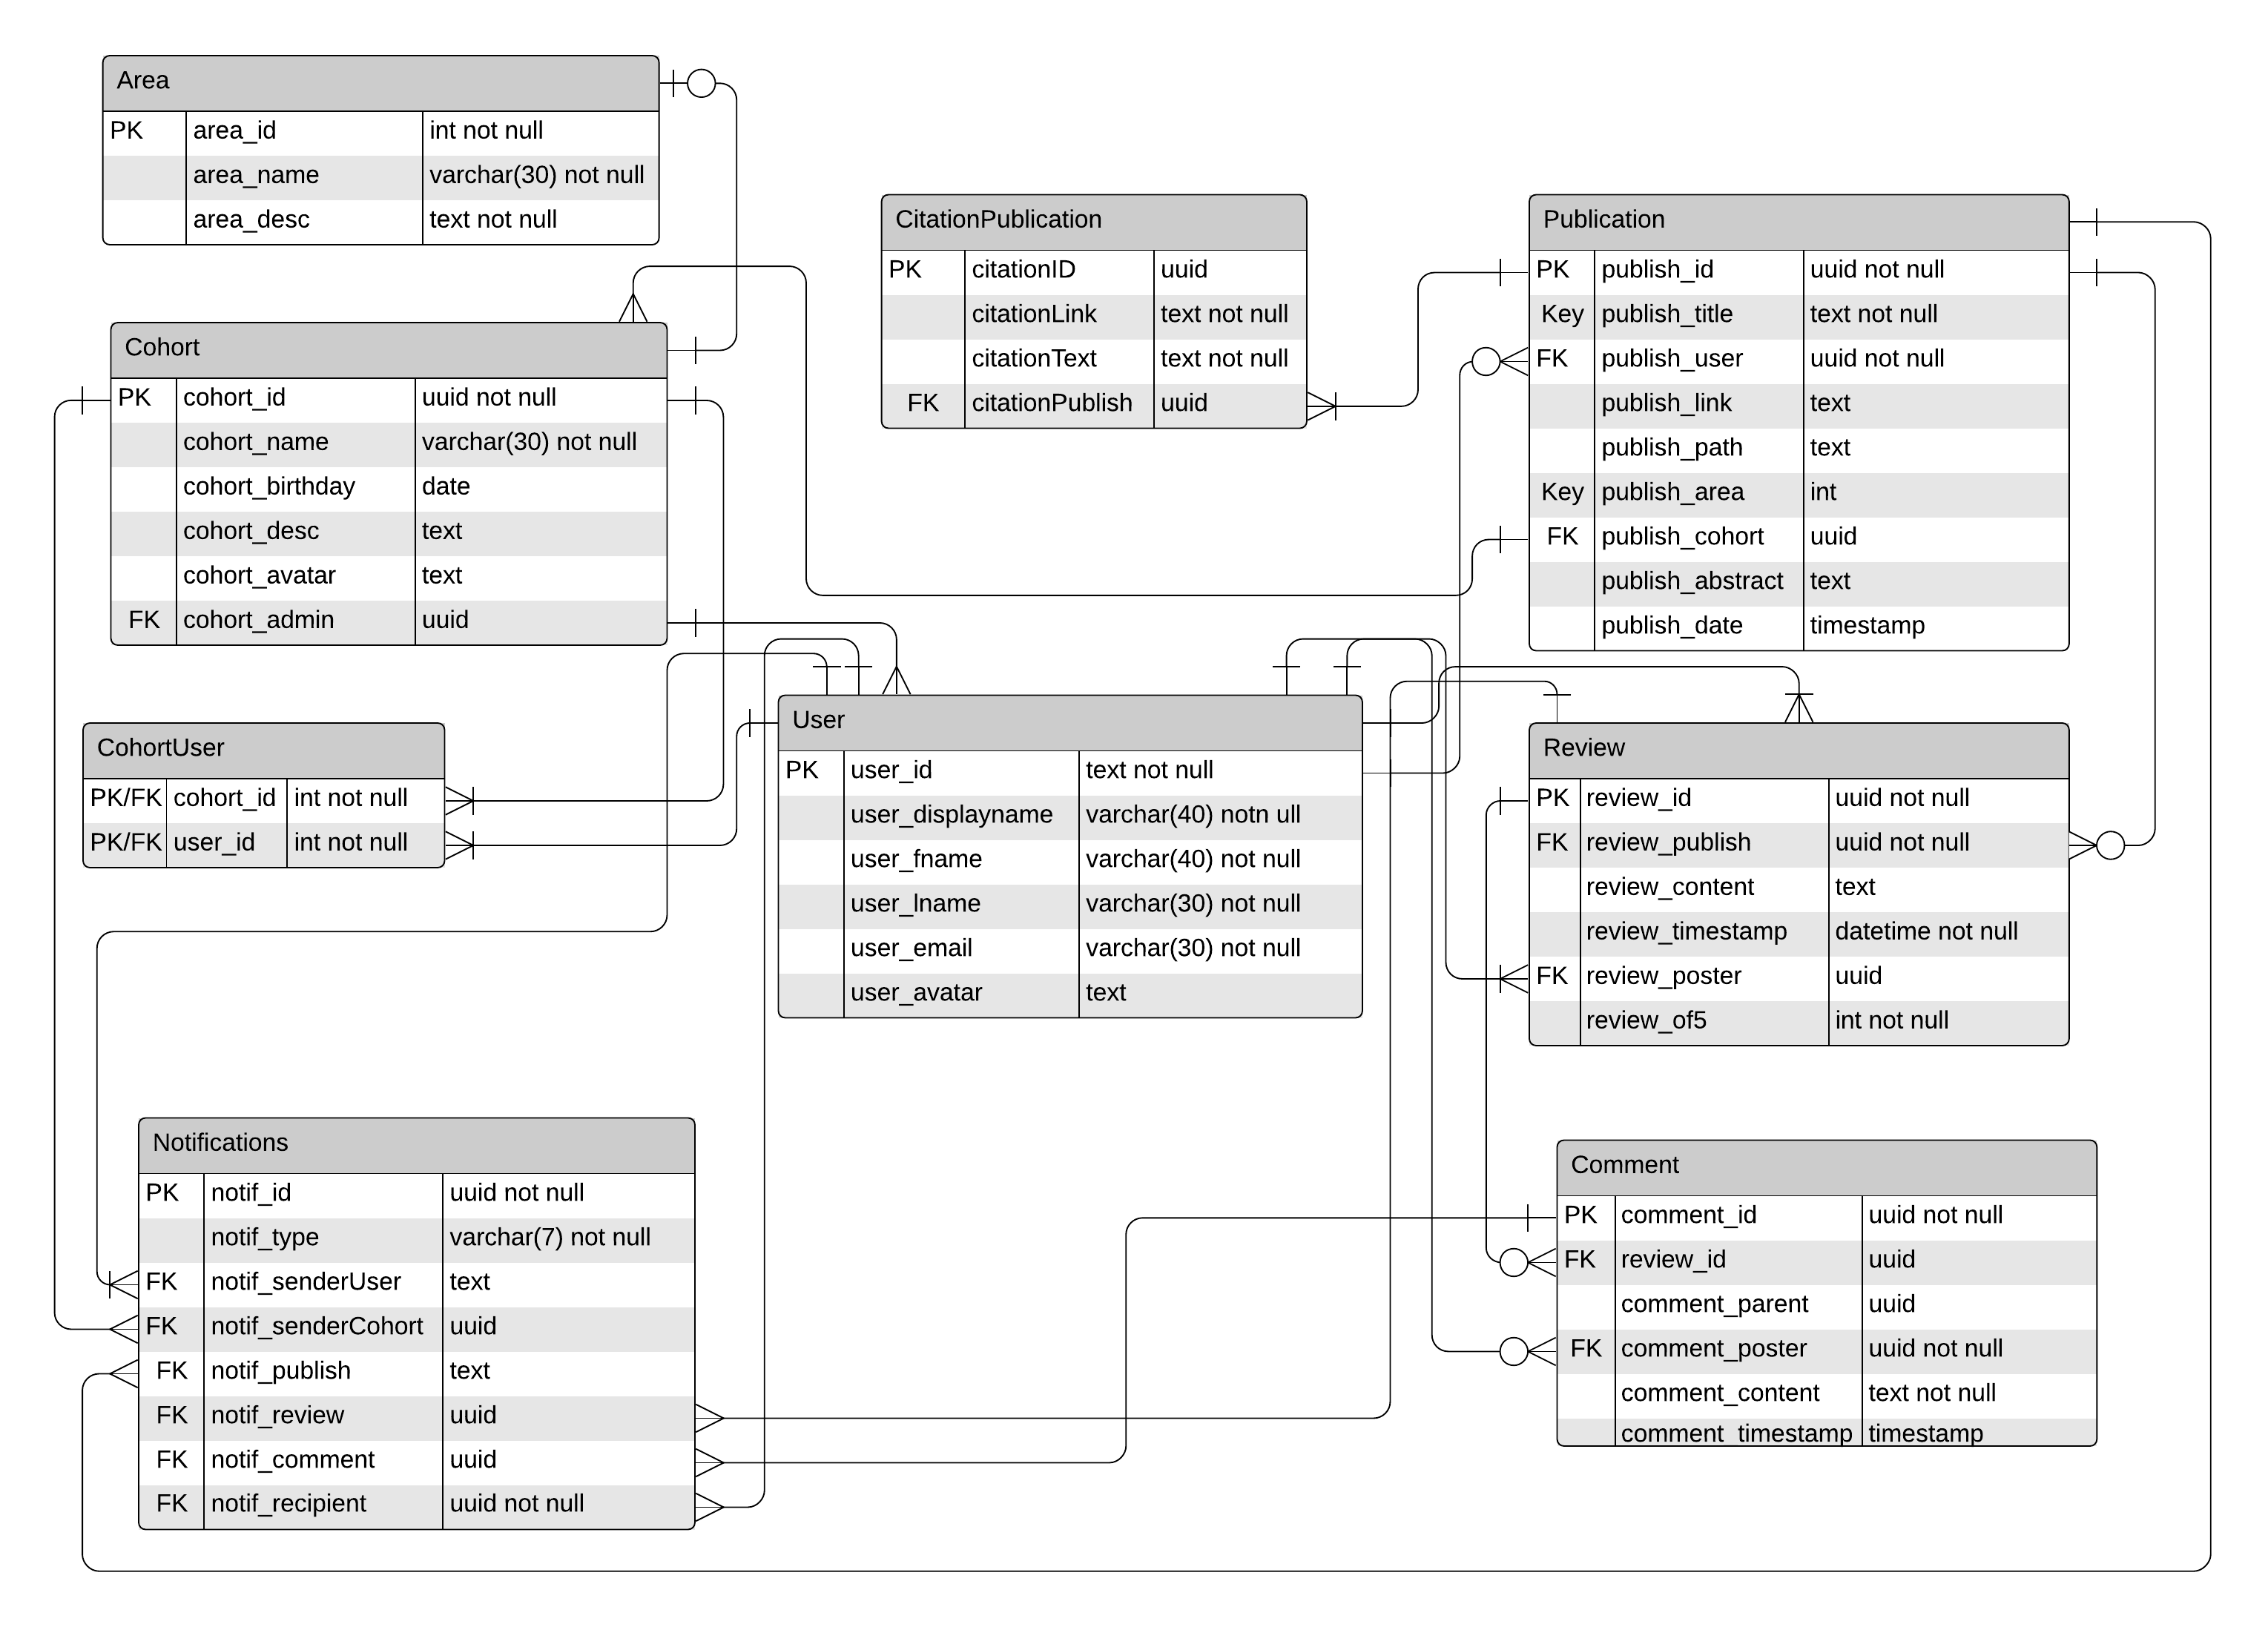 Area
PK area_id int not null
area_name varchar(30) not null
area_desc text not null
Cohort
PK cohort_id uuid not null
cohort_name varchar(30) not null
cohort_birthday date
cohort_desc text
cohort_avatar text
FK cohort_admin uuid
CitationPublication
PK citationID uuid
citationLink text not null
citationText text not null
FK citationPublish uuid
Publication
PK publish_id uuid not null
Key publish_title text not null
FK publish_user uuid not null
publish_link text
publish_path text
Key publish_area int
FK publish_cohort uuid
publish_abstract text
publish_date timestamp
CohortUser
PK/FK cohort_id int not null
PK/FK user_id int not null
User
PK user_id text not null
user_displayname varchar(40) notn ull
user_fname varchar(40) not null
user_lname varchar(30) not null
user_email varchar(30) not null
user_avatar text
Review
PK review_id uuid not null
FK review_publish uuid not null
review_content text
review_timestamp datetime not null
FK review_poster uuid
review_of5 int not null
Notifications
PK notif_id uuid not null
notif_type varchar(7) not null
FK notif_senderUser text
FK notif_senderCohort uuid
FK notif_publish text
FK notif_review uuid
FK notif_comment uuid
FK notif_recipient uuid not null
Comment
PK comment_id uuid not null
FK review_id uuid
comment_parent uuid
FK comment_poster uuid not null
comment_content text not null
comment_timestamp timestamp